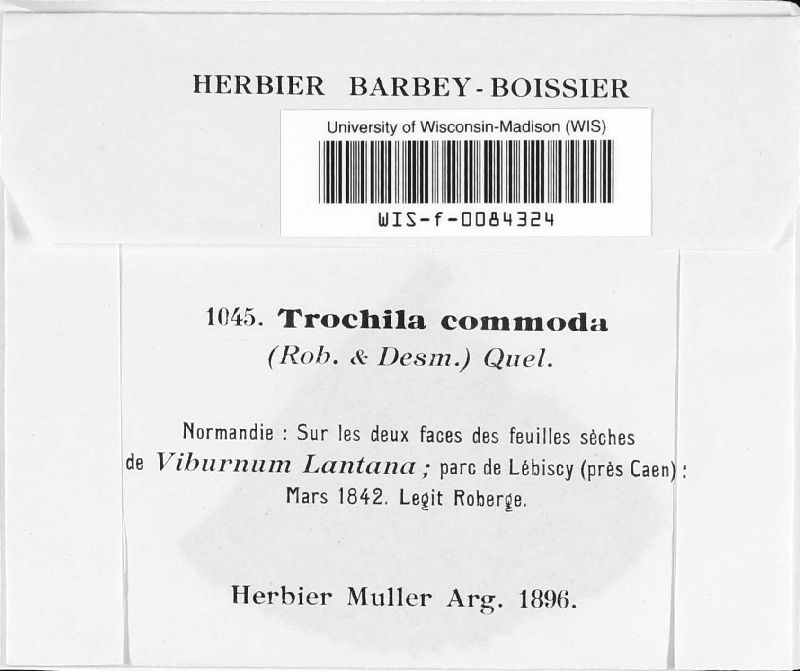 HERBIER BARBEY-BOISSIER
University of Wisconsin-Madison (WIS)
WIS-f-0084324
1045. Trochila commoda
(Rob. & Desm.) Quel.
Normandie : Sur les deux faces des feuilles sèches
de Viburnum Lantana ; parc de Lébiscy (près Caen) :
Mars 1842. Legit Roberge.
Herbier Muller Arg. 1896.